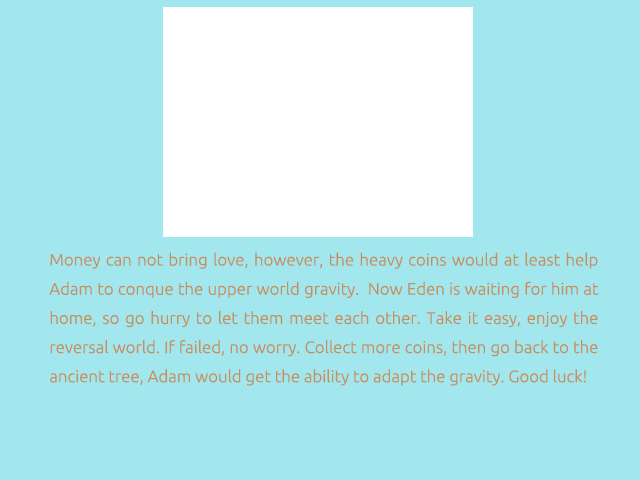 Money can not bring love, however, the heavy coins would at least help
Adam to conque the upper world gravity.  Now Eden is waiting for him at
home, so go hurry to let them meet each other. Take it easy, enjoy the
reversal world. If failed, no worry. Collect more coins, then go back to the
ancient tree, Adam would get the ability to adapt the gravity. Good luck!